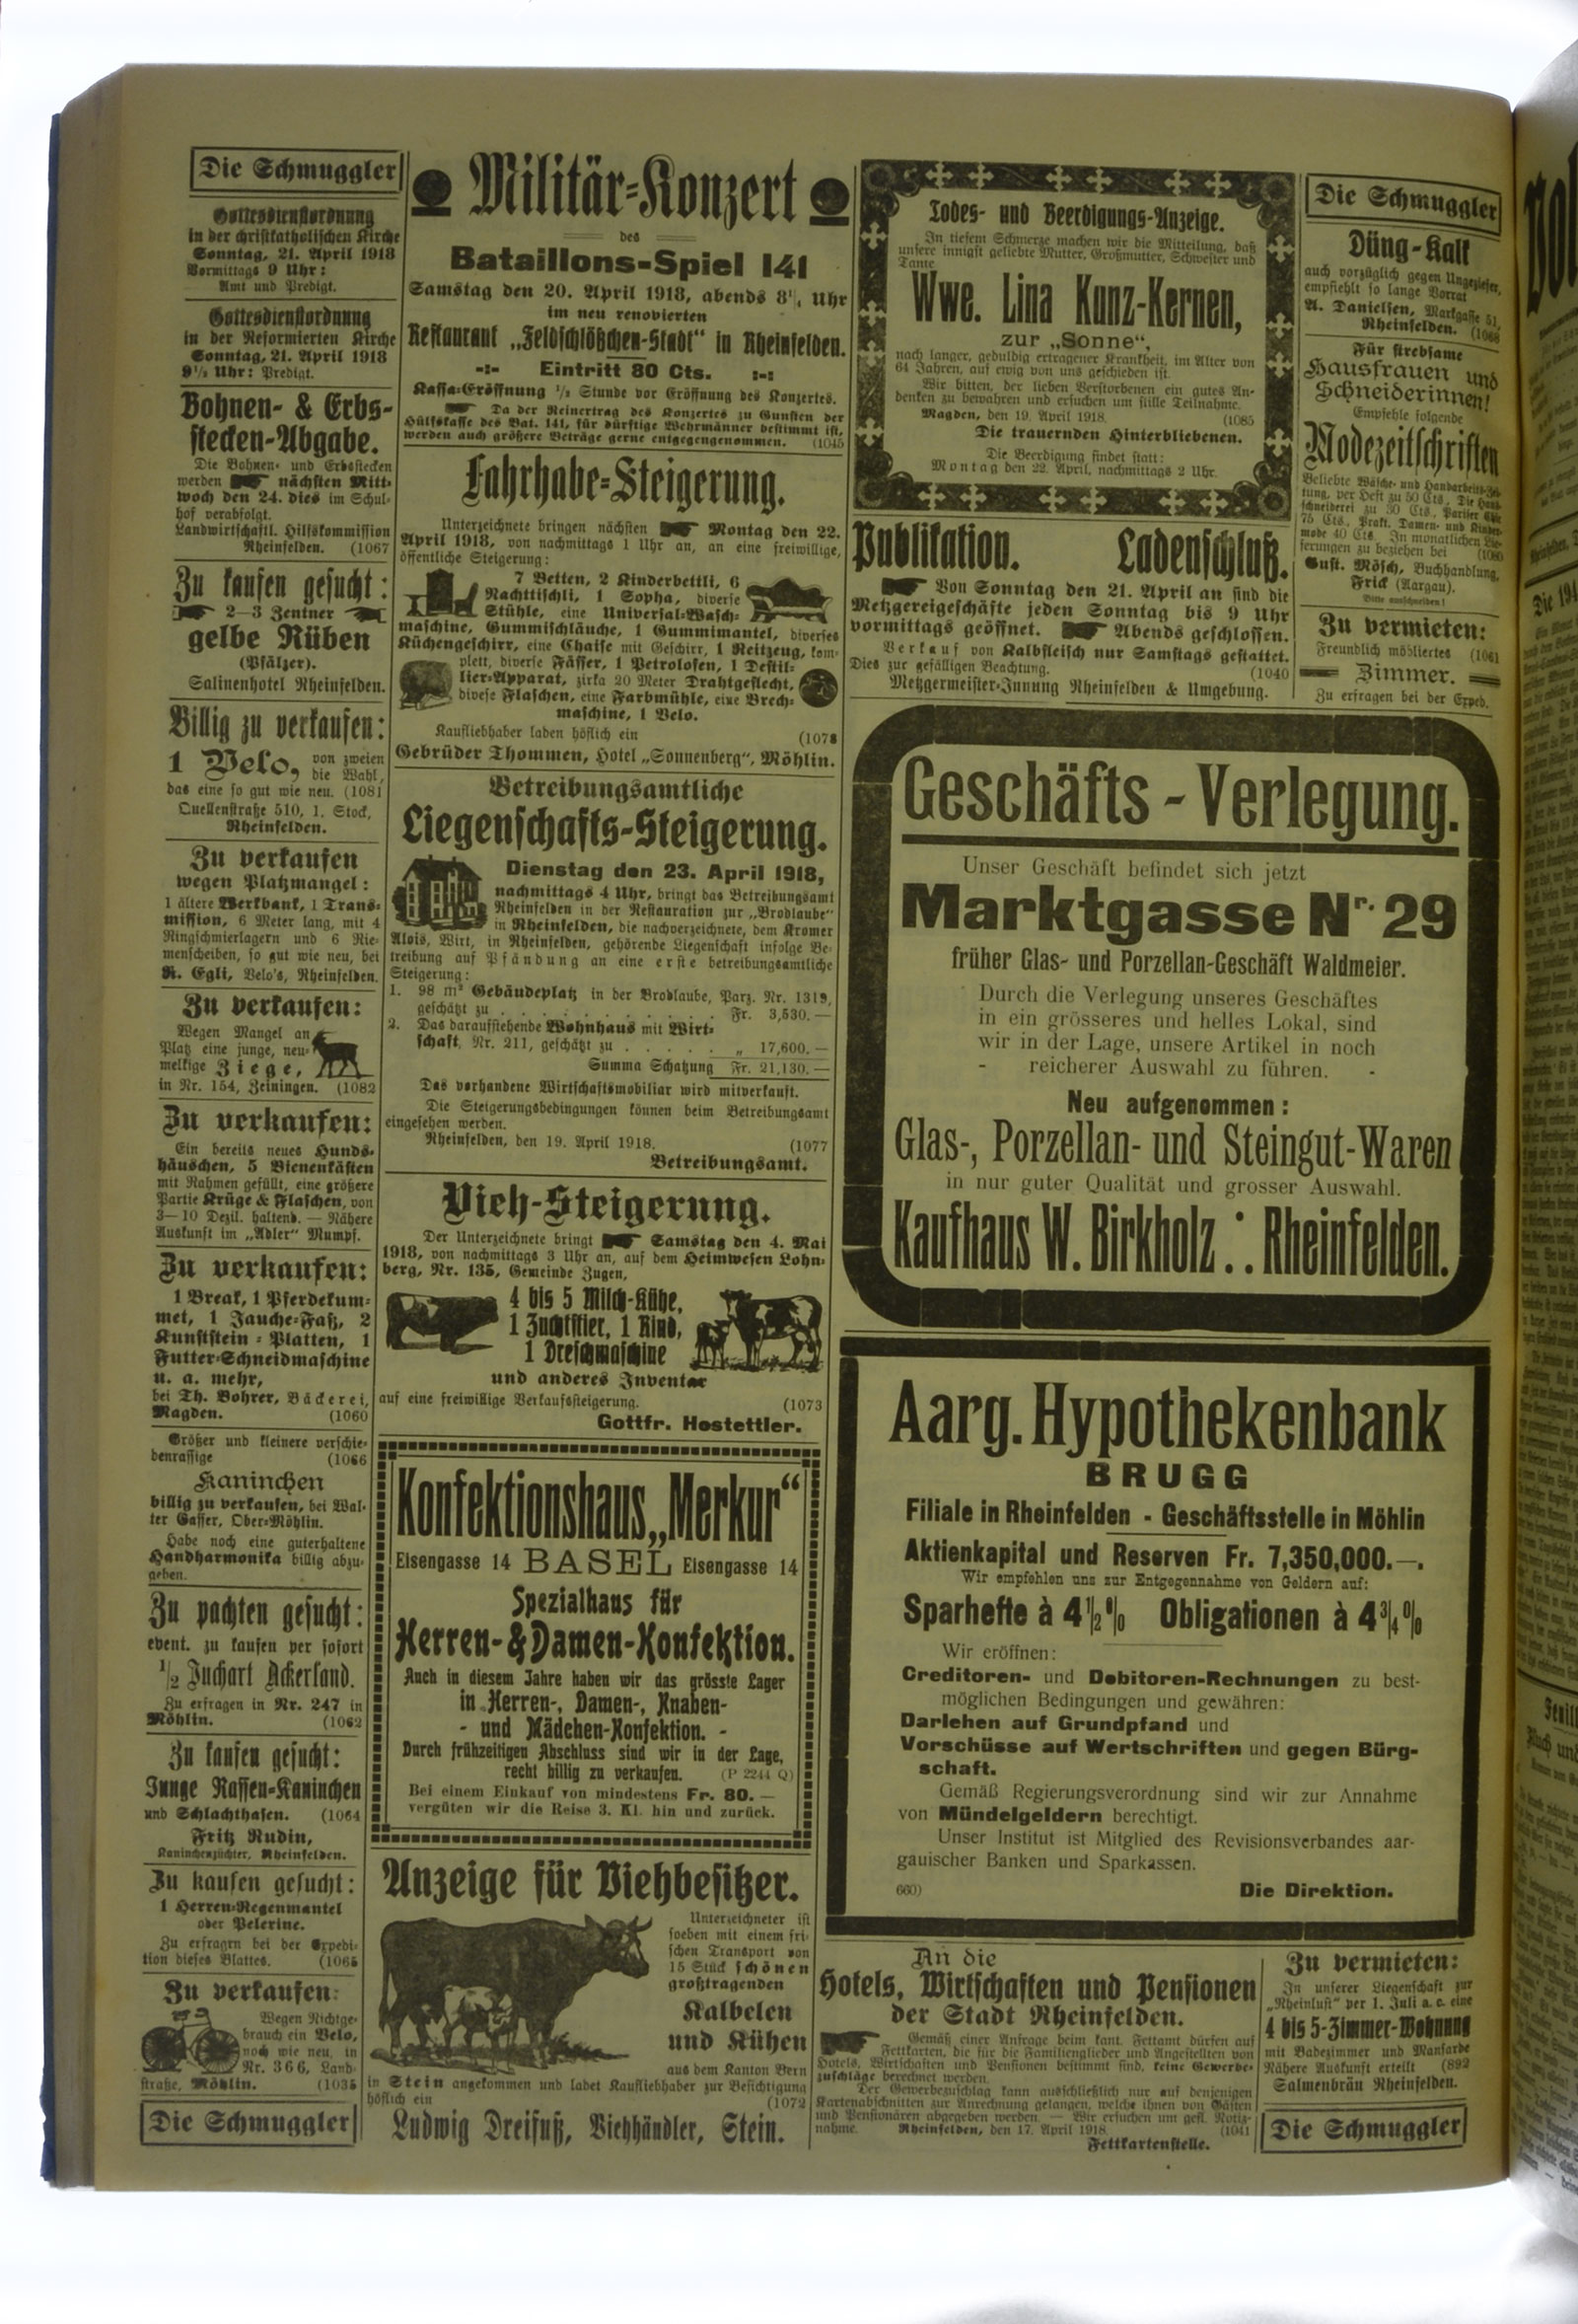 Die Schmuggler
Gottesdienstordnung
in der christkatholischen Kirche
Sonntag, 21. April 1918
Vormittags 9 Uhr:
Amt und Predigt.
Gottesdienstordnung
in der Reformierten Kirche
Sonntag, 21. April 1918
9½ Uhr: Predigt.
Bohnen- & Erbs-
stecken-Abgabe.
Die Bohnen- und Erbsstecken
werden nächsten Mitt-
woch den 24. dies im Schul-
hof verabfolgt.
Landwirtschaftl. Hilfskommission
Rheinfelden. (1067
Zu kaufen gesucht:
2–3 Zentner
gelbe Rüben
(Pfälzer).
Salinenhotel Rheinfelden.
Billig zu verkaufen:
1 Velo, von zweien
die Wahl,
das eine so gut wie neu. (1081
Quellenstraße 510, 1. Stock,
Rheinfelden.
Zu verkaufen
wegen Platzmangel:
1 ältere Werkbank, 1 Trans-
mission, 6 Meter lang, mit 4
Ringschmierlagern und 6 Rie-
menscheiben, so gut wie neu, bei
R. Egli, Velo's, Rheinfelden.
Zu verkaufen:
Wegen Mangel an
Platz eine junge, neu-
melkige Ziege,
in Nr. 154, Zeiningen. (1082
Zu verkaufen:
Ein bereits neues Hunds-
häuschen, 5 Bienenkästen
mit Rahmen gefüllt, eine größere
Partie Krüge & Flaschen, von
3–10 Dezil. haltend. — Nähere
Auskunft im „Adler" Mumpf.
Zu verkaufen:
1 Break, 1 Pferdekum-
met, 1 Jauche-Faß, 2
Kunststein-Platten, 1
Futter-Schneidmaschine
u. a. mehr,
bei Th. Bohrer, Bäckerei,
Magden. (1060
Größer und kleinere verschie-
denrassige (1066
Kaninchen
billig zu verkaufen, bei Wal-
ter Gasser, Ober-Möhlin.
Habe noch eine guterhaltene
Handharmonika billig abzu-
geben.
Zu pachten gesucht:
event. zu kaufen per sofort
½ Juchart Ackerland.
Zu erfragen in Nr. 247 in
Möhlin. (1062
Zu kaufen gesucht:
Junge Rassen-Kaninchen
und Schlachthasen. (1064
Fritz Rudin,
Kaninchenzüchter, Rheinfelden.
Zu kaufen gesucht:
1 Herren-Regenmantel
oder Pelerine.
Zu erfragrn bei der Expedi-
tion dieses Blattes. (1065
Zu verkaufen:
Wegen Nichtge-
brauch ein Velo,
noch wie neu, in
Nr. 366, Land-
straße, Möhlin. (1035
Die Schmuggler
Militär-Konzert
des
Bataillons-Spiel 141
Samstag den 20. April 1918, abends 8¼ Uhr
im neu renovierten
Restaurant „Feldschlößchen-Stadt" in Rheinfelden.
-:- Eintritt 80 Cts. :-:
Kassa-Eröffnung ½ Stunde vor Eröffnung des Konzertes.
Da der Reinertrag des Konzertes zu Gunsten der
Hülfskasse des Bat. 141, für dürftige Wehrmänner bestimmt ist,
werden auch größere Beträge gerne entgegengenommen. (1045
Fahrhabe-Steigerung.
Unterzeichnete bringen nächsten Montag den 22.
April 1918, von nachmittags 1 Uhr an, an eine freiwillige,
öffentliche Steigerung:
7 Betten, 2 Kinderbettli, 6
Nachttischli, 1 Sopha, diverse
Stühle, eine Universal-Wasch-
maschine, Gummischläuche, 1 Gummimantel, diverses
Küchengeschirr, eine Chaise mit Geschirr, 1 Reitzeug, kom-
plett, diverse Fässer, 1 Petrolofen, 1 Destil-
lier-Apparat, zirka 20 Meter Drahtgeflecht,
divese Flaschen, eine Farbmühle, eine Brech-
maschine, 1 Velo.
Kaufliebhaber laden höflich ein (1078
Gebrüder Thommen, Hotel „Sonnenberg", Möhlin.
Betreibungsamtliche
Liegenschafts-Steigerung.
Dienstag den 23. April 1918,
nachmittags 4 Uhr, bringt das Betreibungsamt
Rheinfelden in der Restauration zur „Brodlaube"
in Rheinfelden, die nachverzeichnete, dem Kromer
Alois, Wirt, in Rheinfelden, gehörende Liegenschaft infolge Be-
treibung auf Pfändung an eine erste betreibungsamtliche
Steigerung:
1. 98 m² Gebäudeplatz in der Brodlaube, Parz. Nr. 1319,
geschätzt zu . . . . . . . . . . . Fr. 3,530.—
2. Das daraufstehende Wohnhaus mit Wirt-
schaft, Nr. 211, geschätzt zu . . . . . „ 17,600.—
Summa Schatzung Fr. 21,130.—
Das vorhandene Wirtschaftsmobiliar wird mitverkauft.
Die Steigerungsbedingungen können beim Betreibungsamt
eingesehen werden.
Rheinfelden, den 19. April 1918. (1077
Betreibungsamt.
Vieh-Steigerung.
Der Unterzeichnete bringt Samstag den 4. Mai
1918, von nachmittags 3 Uhr an, auf dem Heimwesen Lohn-
berg, Nr. 135, Gemeinde Zuzen,
4 bis 5 Milch-Kühe,
1 Zuchtstier, 1 Rind,
1 Dreschmaschine
und anderes Inventar
auf eine freiwillige Verkaufssteigerung. (1073
Gottfr. Hostettler.
Konfektionshaus „Merkur"
Eisengasse 14 BASEL Eisengasse 14
Spezialhaus für
Herren- & Damen-Konfektion.
Auch in diesem Jahre haben wir das grösste Lager
in Herren-, Damen-, Knaben-
- und Mädchen-Konfektion. -
Durch frühzeitigen Abschluss sind wir in der Lage,
recht billig zu verkaufen. (P 2244 Q)
Bei einem Einkauf von mindestens Fr. 80.—
vergüten wir die Reise 3. Kl. hin und zurück.
Anzeige für Viehbesitzer.
Unterzeichneter ist
soeben mit einem fri-
schen Transport von
15 Stück schönen
großtragenden
Kalbelen
und Kühen
aus dem Kanton Bern
in Stein angekommen und ladet Kaufliebhaber zur Besichtigung
höflich ein (1072
Ludwig Dreifuß, Viehhändler, Stein.
Todes- und Beerdigungs-Anzeige.
In tiefem Schmerze machen wir die Mitteilung, daß
unsere innigst geliebte Mutter, Großmutter, Schwester und
Tante
Wwe. Lina Kunz-Kernen,
zur „Sonne",
nach langer, geduldig ertragener Krankheit, im Alter von
64 Jahren, auf ewig von uns geschieden ist.
Wir bitten, der lieben Verstorbenen ein gutes An-
denken zu bewahren und ersuchen um stille Teilnahme.
Magden, den 19. April 1918. (1085
Die trauernden Hinterbliebenen.
Die Beerdigung findet statt:
Montag den 22. April, nachmittags 2 Uhr.
Publikation. Ladenschluß.
Von Sonntag den 21. April an sind die
Metzgereigeschäfte jeden Sonntag bis 9 Uhr
vormittags geöffnet. Abends geschlossen.
Verkauf von Kalbfleisch nur Samstags gestattet.
Dies zur gefälligen Beachtung. (1040
Metzgermeister-Innung Rheinfelden & Umgebung.
Die Schmuggler
Düng-Kalk
auch vorzüglich gegen Ungeziefer,
empfiehlt so lange Vorrat
A. Danielsen, Marktgasse 51,
Rheinfelden. (1068
Für strebsame
Hausfrauen und
Schneiderinnen!
Empfehle folgende
Modezeitschriften
Beliebte Wäsche- und Handarbeits-Zei-
tung, per Heft zu 50 Cts., Die Haus-
schneiderei zu 30 Cts., Pariser Chic
75 Cts., Prakt. Damen- und Kinder-
mode 40 Cts. In monatlichen Lie-
ferungen zu beziehen bei (1080
Gust. Mösch, Buchhandlung,
Frick (Aargau).
Bitte ausschneiden!
Zu vermieten:
Freundlich möbliertes (1061
Zimmer.
Zu erfragen bei der Exped.
Geschäfts-Verlegung.
Unser Geschäft befindet sich jetzt
Marktgasse Nr. 29
früher Glas- und Porzellan-Geschäft Waldmeier.
Durch die Verlegung unseres Geschäftes
in ein grösseres und helles Lokal, sind
wir in der Lage, unsere Artikel in noch
- reicherer Auswahl zu führen. -
Neu aufgenommen:
Glas-, Porzellan- und Steingut-Waren
in nur guter Qualität und grosser Auswahl.
Kaufhaus W. Birkholz .·. Rheinfelden.
Aarg. Hypothekenbank
BRUGG
Filiale in Rheinfelden - Geschäftsstelle in Möhlin
Aktienkapital und Reserven Fr. 7,350,000.—.
Wir empfehlen uns zur Entgegennahme von Geldern auf:
Sparhefte à 4½% Obligationen à 4¾%
Wir eröffnen:
Creditoren- und Debitoren-Rechnungen zu best-
möglichen Bedingungen und gewähren:
Darlehen auf Grundpfand und
Vorschüsse auf Wertschriften und gegen Bürg-
schaft.
Gemäß Regierungsverordnung sind wir zur Annahme
von Mündelgeldern berechtigt.
Unser Institut ist Mitglied des Revisionsverbandes aar-
gauischer Banken und Sparkassen.
660) Die Direktion.
An die
Hotels, Wirtschaften und Pensionen
der Stadt Rheinfelden.
Gemäß einer Anfrage beim kant. Fettamt dürfen auf
Fettkarten, die für die Familienglieder und Angestellten von
Hotels, Wirtschaften und Pensionen bestimmt sind, keine Gewerbe-
zuschläge berechnet werden.
Der Gewerbezuschlag kann ausschließlich nur auf denjenigen
Kartenabschnitten zur Anrechnung gelangen, welche ihnen von Gästen
und Pensionären abgegeben werden. — Wir ersuchen um gefl. Notiz-
nahme. Rheinfelden, den 17. April 1918. (1041
Fettkartenstelle.
Zu vermieten:
In unserer Liegenschaft zur
„Rheinlust" per 1. Juli a. c. eine
4 bis 5-Zimmer-Wohnung
mit Badezimmer und Mansarde
Nähere Auskunft erteilt (892
Salmenbräu Rheinfelden.
Die Schmuggler